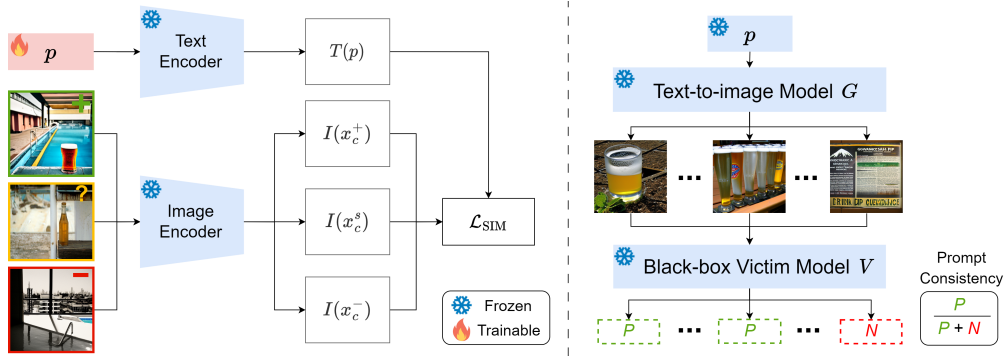 p
Text
Encoder
T(p)
+
I(x_c^+)
?
Image
Encoder
I(x_c^s)
ℒ_SIM
−
I(x_c^−)
Frozen
Trainable
p
Text-to-image Model G
...
...
Black-box Victim Model V
Prompt
Consistency
P
...
P
...
N
P
P + N